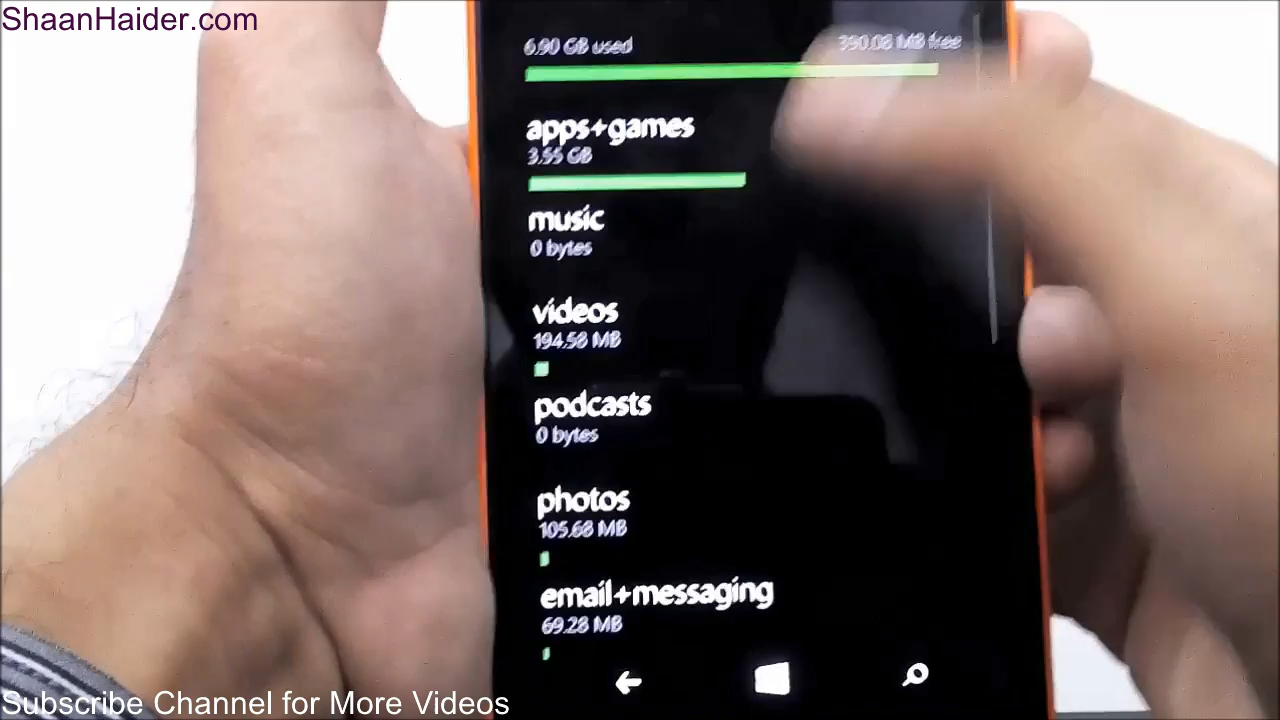 ShaanHaider.com
6.90 GB used 390.08 MB free
apps+games
3.55 GB
music
0 bytes
videos
194.58 MB
podcasts
0 bytes
photos
105.68 MB
email+messaging
69.28 MB
Subscribe Channel for More Videos